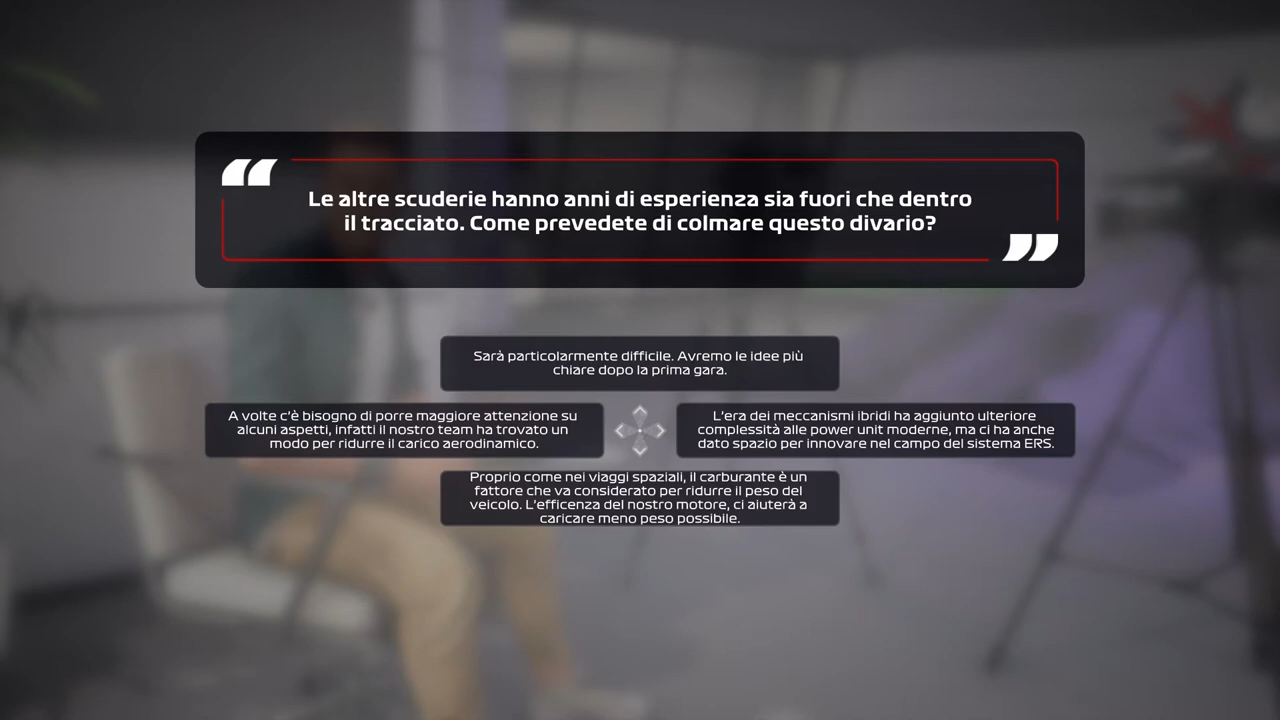 Le altre scuderie hanno anni di esperienza sia fuori che dentro
il tracciato. Come prevedete di colmare questo divario?
Sarà particolarmente difficile. Avremo le idee più
chiare dopo la prima gara.
A volte c'è bisogno di porre maggiore attenzione su
alcuni aspetti, infatti il nostro team ha trovato un
modo per ridurre il carico aerodinamico.
L'era dei meccanismi ibridi ha aggiunto ulteriore
complessità alle power unit moderne, ma ci ha anche
dato spazio per innovare nel campo del sistema ERS.
Proprio come nei viaggi spaziali, il carburante è un
fattore che va considerato per ridurre il peso del
veicolo. L'efficenza del nostro motore, ci aiuterà a
caricare meno peso possibile.